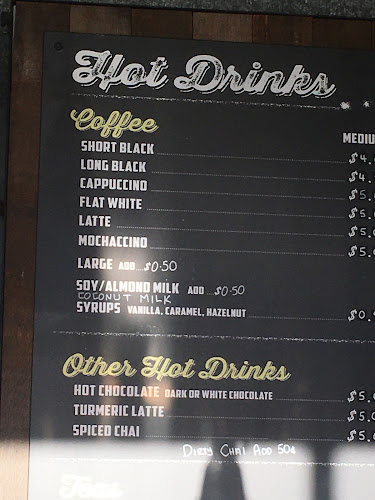 Hot Drinks
Coffee
SHORT BLACK
LONG BLACK
CAPPUCCINO
FLAT WHITE
LATTE
MOCHACCINO
LARGE ADD ...$0.50
SOY/ALMOND MILK ADD ...$0.50
COCONUT MILK
SYRUPS VANILLA, CARAMEL, HAZELNUT
Other Hot Drinks
HOT CHOCOLATE DARK OR WHITE CHOCOLATE
TURMERIC LATTE
SPICED CHAI
Dirty Chai Add 50¢